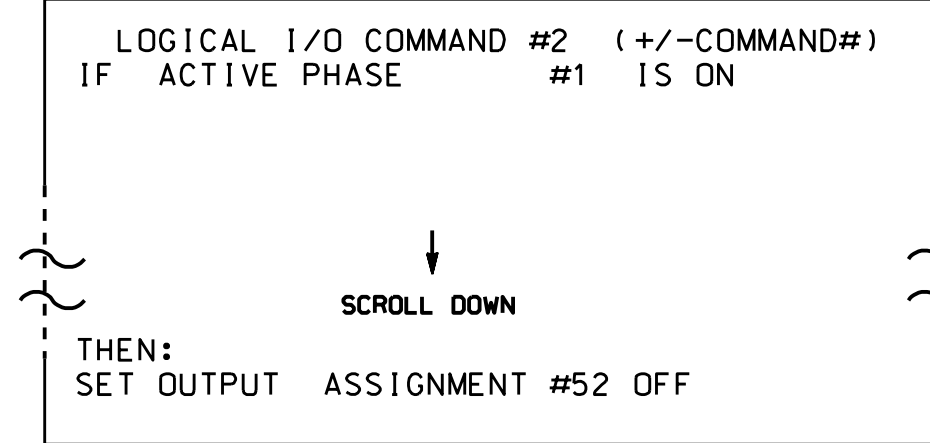 LOGICAL I/O COMMAND #2 (+/-COMMAND#)
IF ACTIVE PHASE #1 IS ON
SCROLL DOWN
THEN:
SET OUTPUT ASSIGNMENT #52 OFF